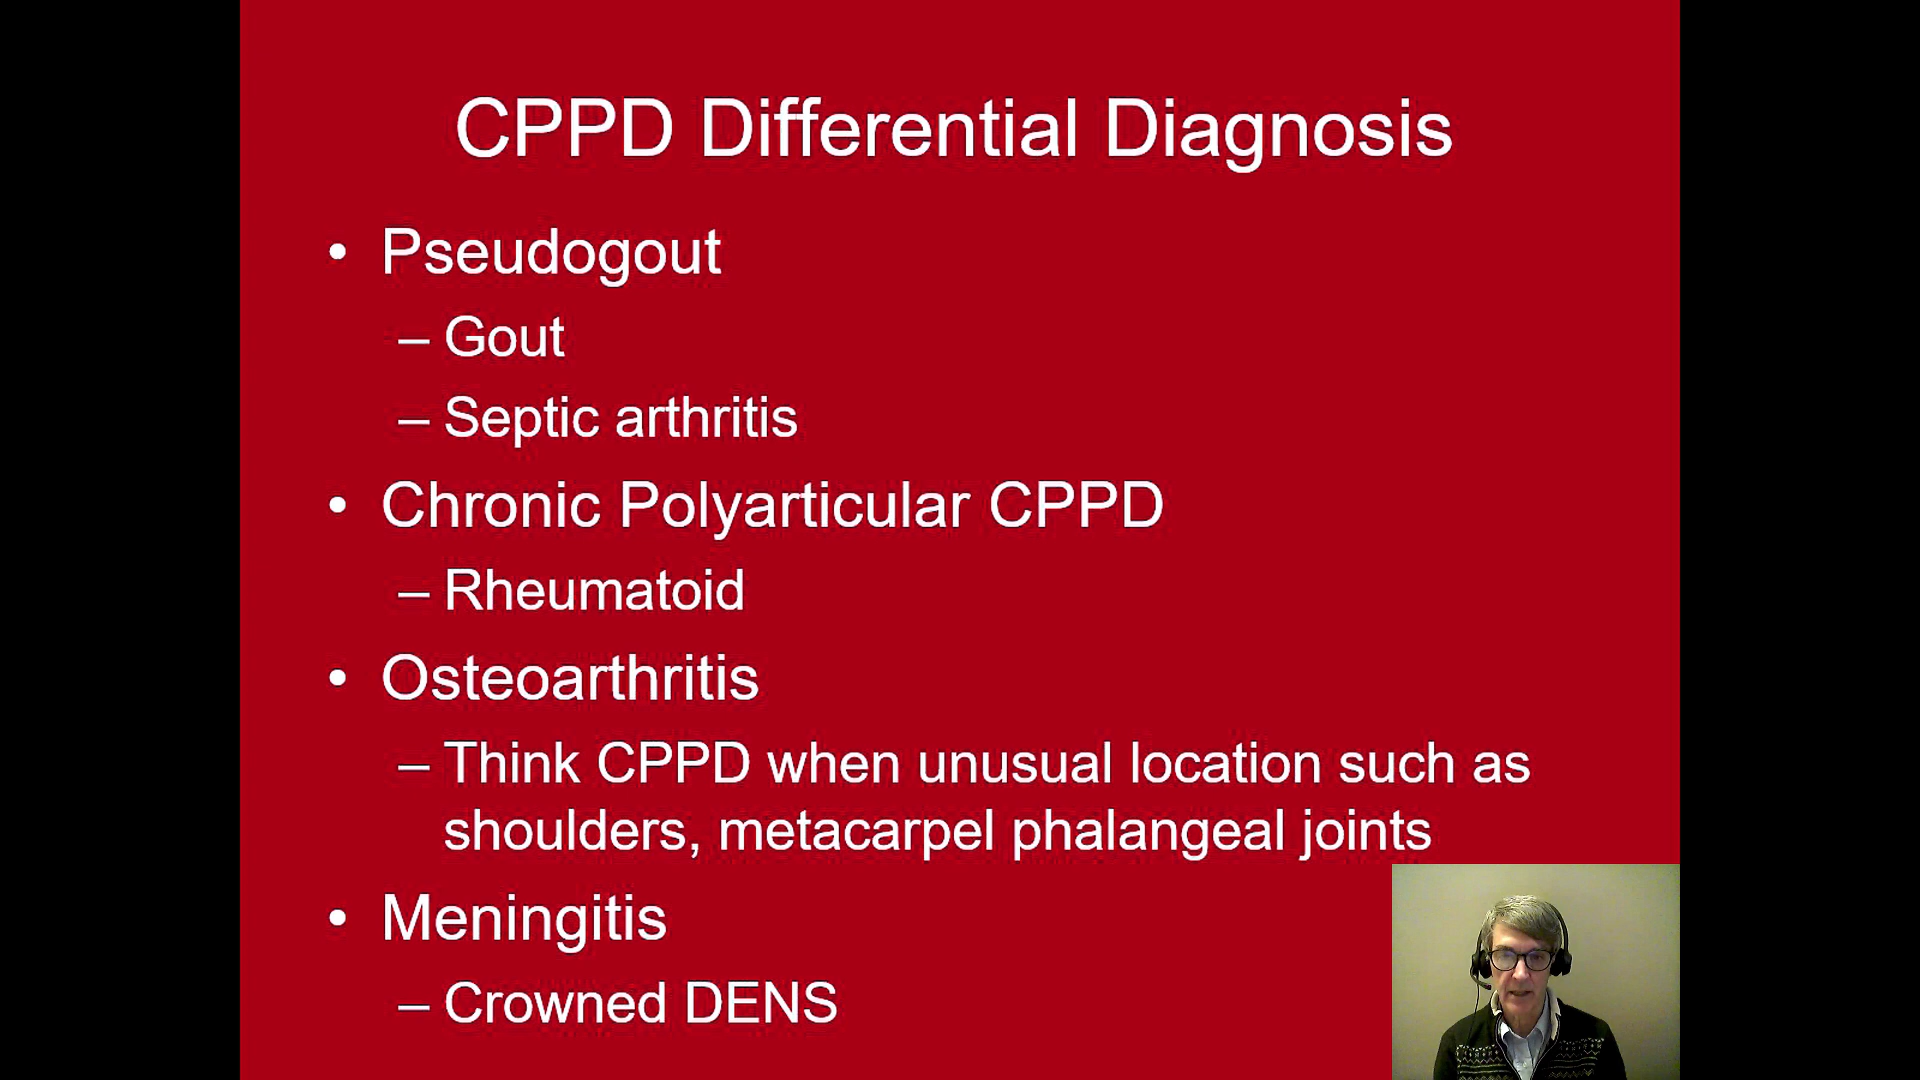 CPPD Differential Diagnosis
• Pseudogout
– Gout
– Septic arthritis
• Chronic Polyarticular CPPD
– Rheumatoid
• Osteoarthritis
– Think CPPD when unusual location such as
shoulders, metacarpel phalangeal joints
• Meningitis
– Crowned DENS